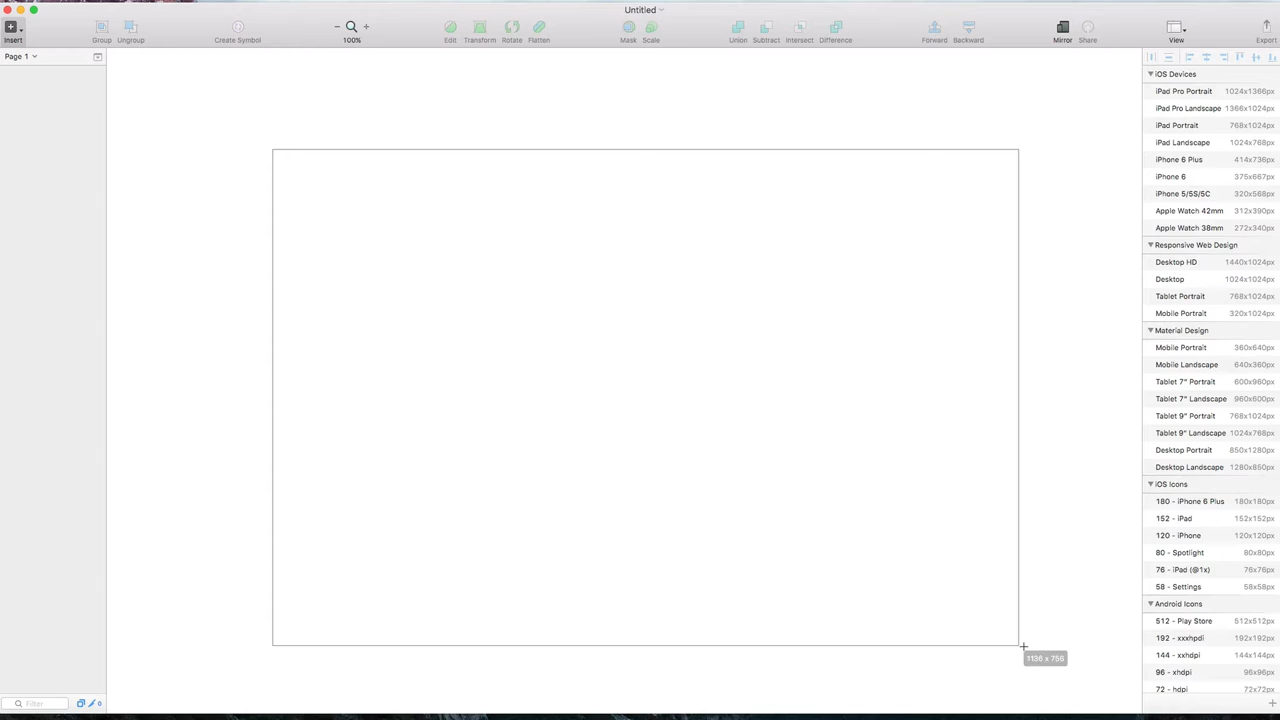 Untitled
Insert
Group
Ungroup
Create Symbol
100%
Edit
Transform
Rotate
Flatten
Mask
Scale
Union
Subtract
Intersect
Difference
Forward
Backward
Mirror
Share
View
Export
Page 1
iOS Devices
iPad Pro Portrait 1024x1366px
iPad Pro Landscape 1366x1024px
iPad Portrait 768x1024px
iPad Landscape 1024x768px
iPhone 6 Plus 414x736px
iPhone 6 375x667px
iPhone 5/5S/5C 320x568px
Apple Watch 42mm 312x390px
Apple Watch 38mm 272x340px
Responsive Web Design
Desktop HD 1440x1024px
Desktop 1024x1024px
Tablet Portrait 768x1024px
Mobile Portrait 320x1024px
Material Design
Mobile Portrait 360x640px
Mobile Landscape 640x360px
Tablet 7" Portrait 600x960px
Tablet 7" Landscape 960x600px
Tablet 9" Portrait 768x1024px
Tablet 9" Landscape 1024x768px
Desktop Portrait 850x1280px
Desktop Landscape 1280x850px
iOS Icons
180 - iPhone 6 Plus 180x180px
152 - iPad 152x152px
120 - iPhone 120x120px
80 - Spotlight 80x80px
76 - iPad (@1x) 76x76px
58 - Settings 58x58px
Android Icons
512 - Play Store 512x512px
192 - xxxhpdi 192x192px
144 - xxhdpi 144x144px
96 - xhdpi 96x96px
72 - hdpi 72x72px
1136 x 756
Filter
0